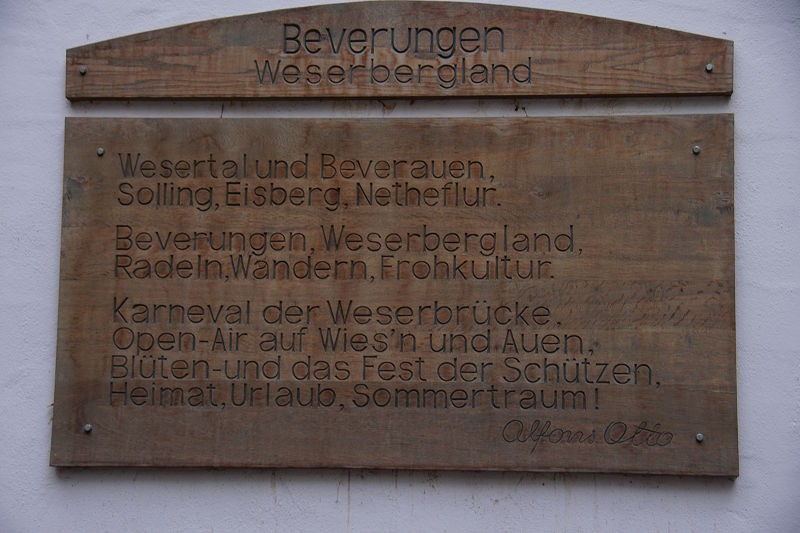 Beverungen
Weserbergland
Wesertal und Beverauen,
Solling, Eisberg, Netheflur.
Beverungen, Weserbergland,
Radeln, Wandern, Frohkultur.
Karneval der Weserbrücke,
Open-Air auf Wies'n und Auen,
Blüten- und das Fest der Schützen,
Heimat, Urlaub, Sommertraum!
Alfons Otto